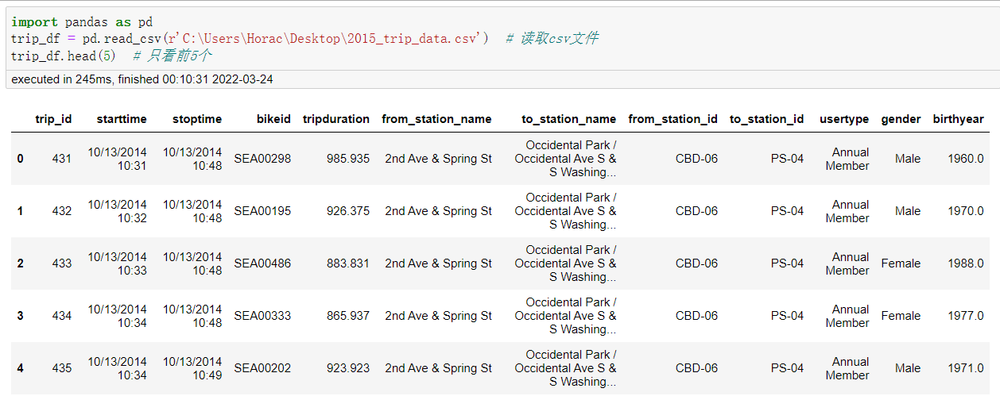 import pandas as pd
trip_df = pd.read_csv(r'C:\Users\Horac\Desktop\2015_trip_data.csv')  # 读取csv文件
trip_df.head(5)  # 只看前5个
executed in 245ms, finished 00:10:31 2022-03-24
trip_id starttime stoptime bikeid tripduration from_station_name to_station_name from_station_id to_station_id usertype gender birthyear
0 431 10/13/2014 10:31 10/13/2014 10:48 SEA00298 985.935 2nd Ave & Spring St Occidental Park / Occidental Ave S & S Washing... CBD-06 PS-04 Annual Member Male 1960.0
1 432 10/13/2014 10:32 10/13/2014 10:48 SEA00195 926.375 2nd Ave & Spring St Occidental Park / Occidental Ave S & S Washing... CBD-06 PS-04 Annual Member Male 1970.0
2 433 10/13/2014 10:33 10/13/2014 10:48 SEA00486 883.831 2nd Ave & Spring St Occidental Park / Occidental Ave S & S Washing... CBD-06 PS-04 Annual Member Female 1988.0
3 434 10/13/2014 10:34 10/13/2014 10:48 SEA00333 865.937 2nd Ave & Spring St Occidental Park / Occidental Ave S & S Washing... CBD-06 PS-04 Annual Member Female 1977.0
4 435 10/13/2014 10:34 10/13/2014 10:49 SEA00202 923.923 2nd Ave & Spring St Occidental Park / Occidental Ave S & S Washing... CBD-06 PS-04 Annual Member Male 1971.0